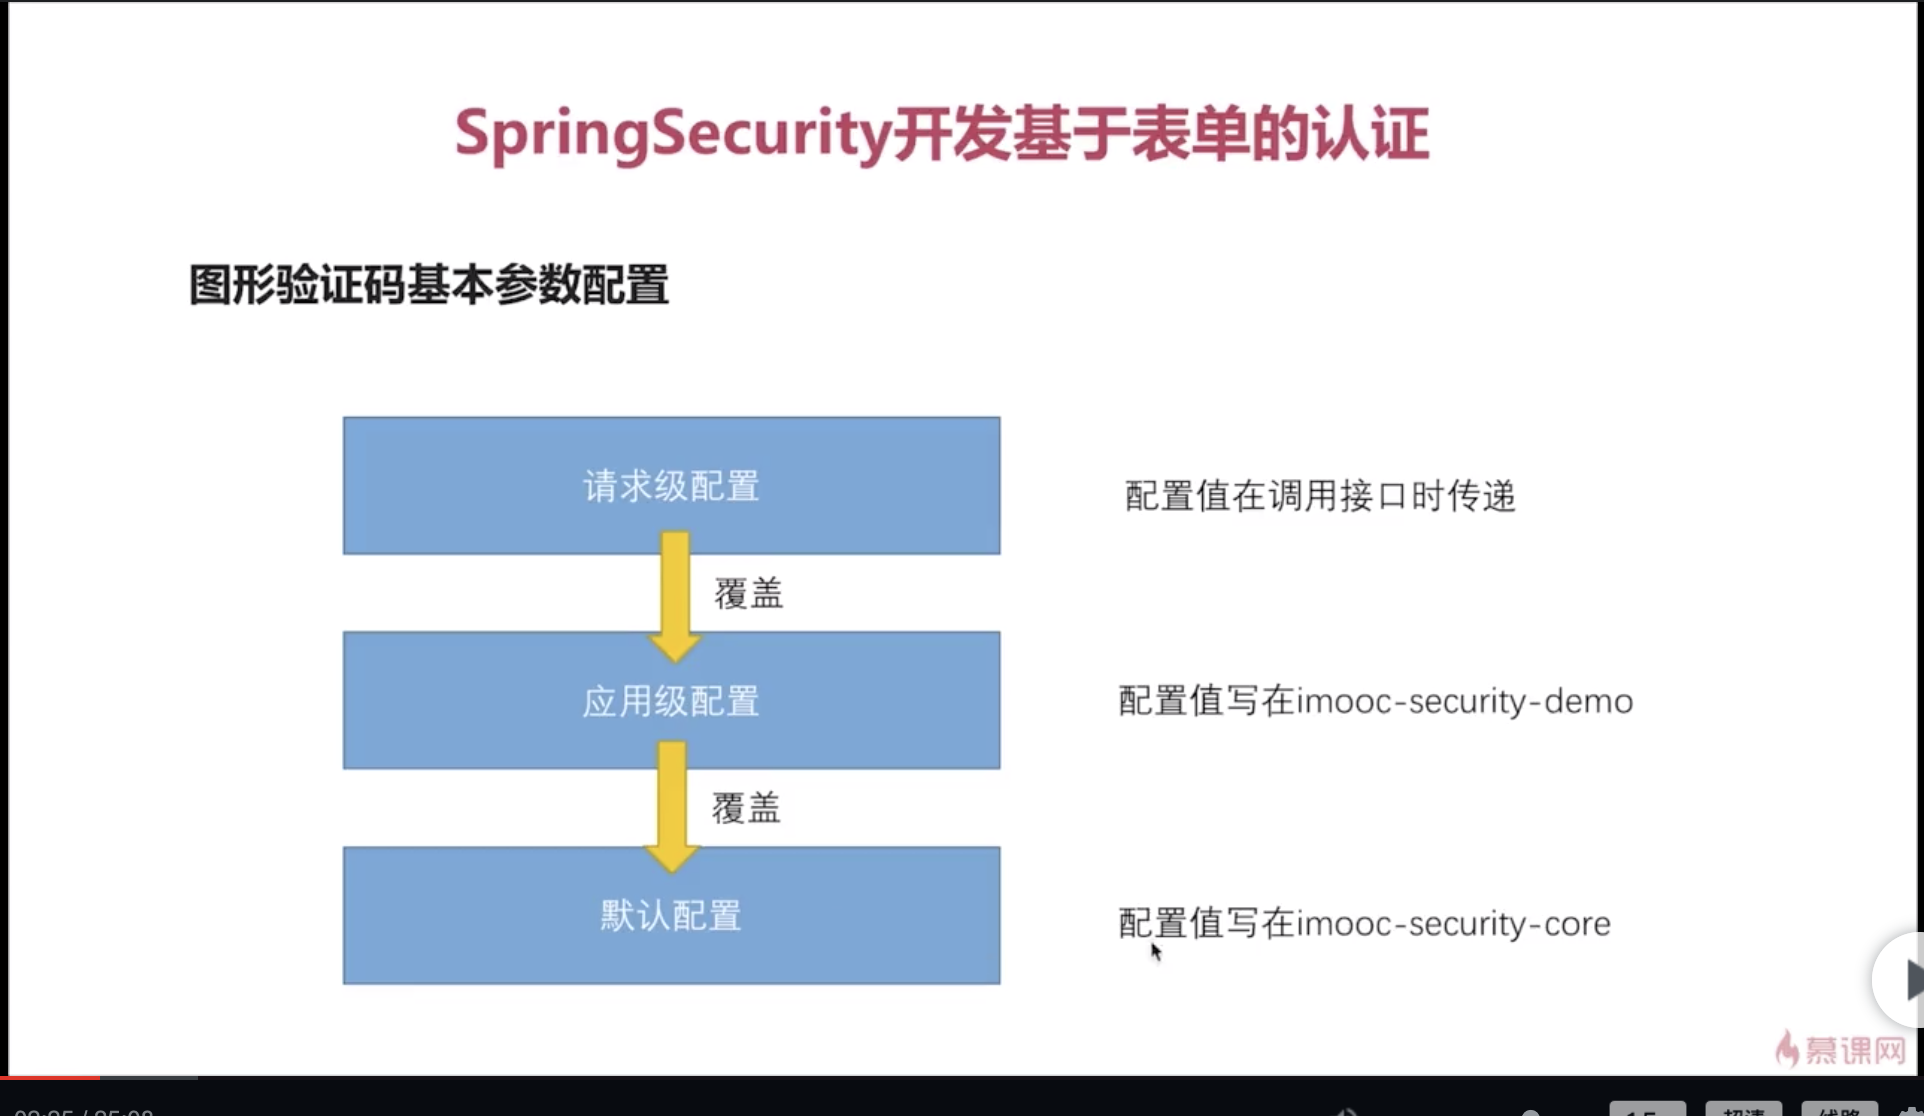 SpringSecurity开发基于表单的认证
图形验证码基本参数配置
请求级配置
配置值在调用接口时传递
覆盖
应用级配置
配置值写在imooc-security-demo
覆盖
默认配置
配置值写在imooc-security-core
慕课网